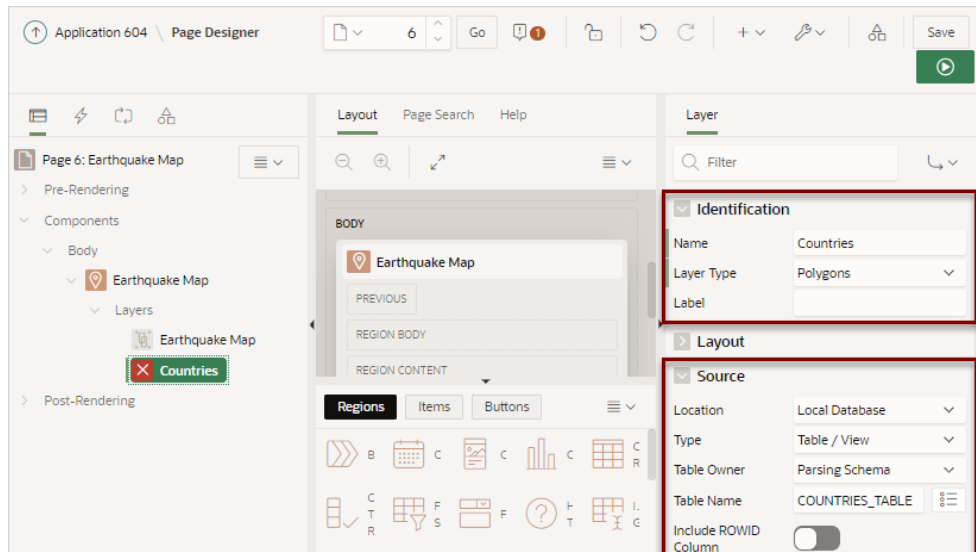 Application 604 \ Page Designer
6
Go
1
Save
Layout Page Search Help
Layer
Page 6: Earthquake Map
Filter
Pre-Rendering
Components
Body
Earthquake Map
Layers
Earthquake Map
Countries
Post-Rendering
BODY
Earthquake Map
PREVIOUS
REGION BODY
REGION CONTENT
Regions Items Buttons
B C C C C R
C T R F S F H T I. G
Identification
Name Countries
Layer Type Polygons
Label
Layout
Source
Location Local Database
Type Table / View
Table Owner Parsing Schema
Table Name COUNTRIES_TABLE
Include ROWID
Column